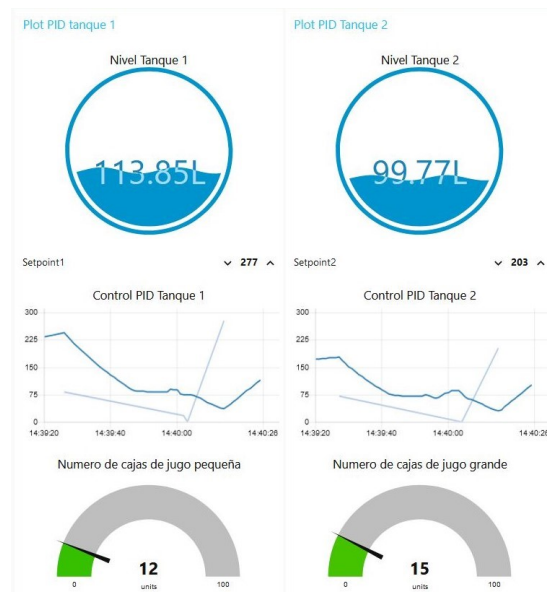 Plot PID tanque 1
Nivel Tanque 1
113.85L
Setpoint1
277
Control PID Tanque 1
300
225
150
75
0
14:39:20
14:39:40
14:40:00
14:40:26
Numero de cajas de jugo pequeña
12
0
units
100
Plot PID Tanque 2
Nivel Tanque 2
99.77L
Setpoint2
203
Control PID Tanque 2
300
225
150
75
0
14:39:20
14:39:40
14:40:00
14:40:26
Numero de cajas de jugo grande
15
0
units
100